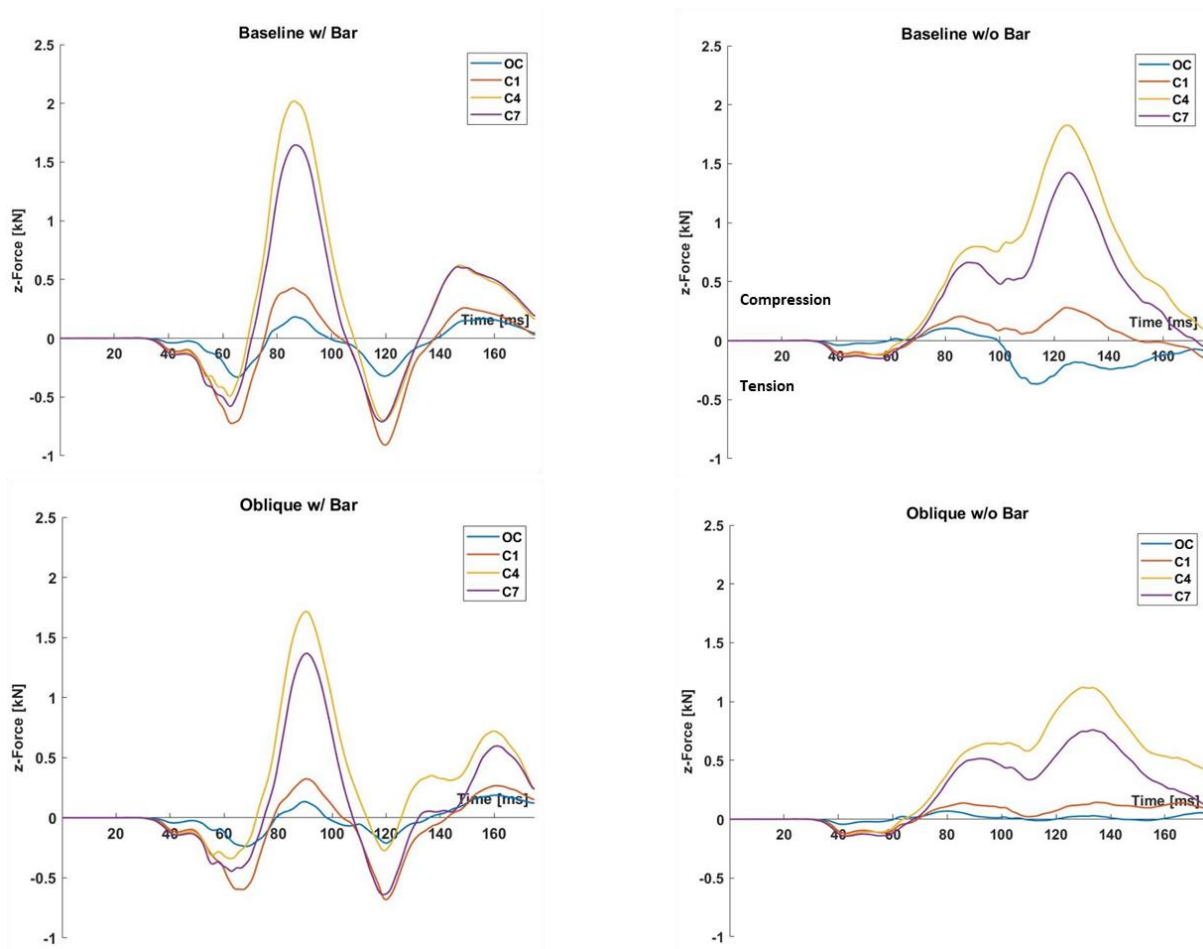 Baseline w/ Bar
2.5
2
1.5
1
0.5
0
-0.5
-1
z-Force [kN]
20 40 60 80 100 120 140 160
Time [ms]
OC
C1
C4
C7
Baseline w/o Bar
2.5
2
1.5
1
0.5
0
-0.5
-1
z-Force [kN]
Compression
Tension
20 40 60 80 100 120 140 160
Time [ms]
OC
C1
C4
C7
Oblique w/ Bar
2.5
2
1.5
1
0.5
0
-0.5
-1
z-Force [kN]
20 40 60 80 100 120 140 160
Time [ms]
OC
C1
C4
C7
Oblique w/o Bar
2.5
2
1.5
1
0.5
0
-0.5
-1
z-Force [kN]
20 40 60 80 100 120 140 160
Time [ms]
OC
C1
C4
C7